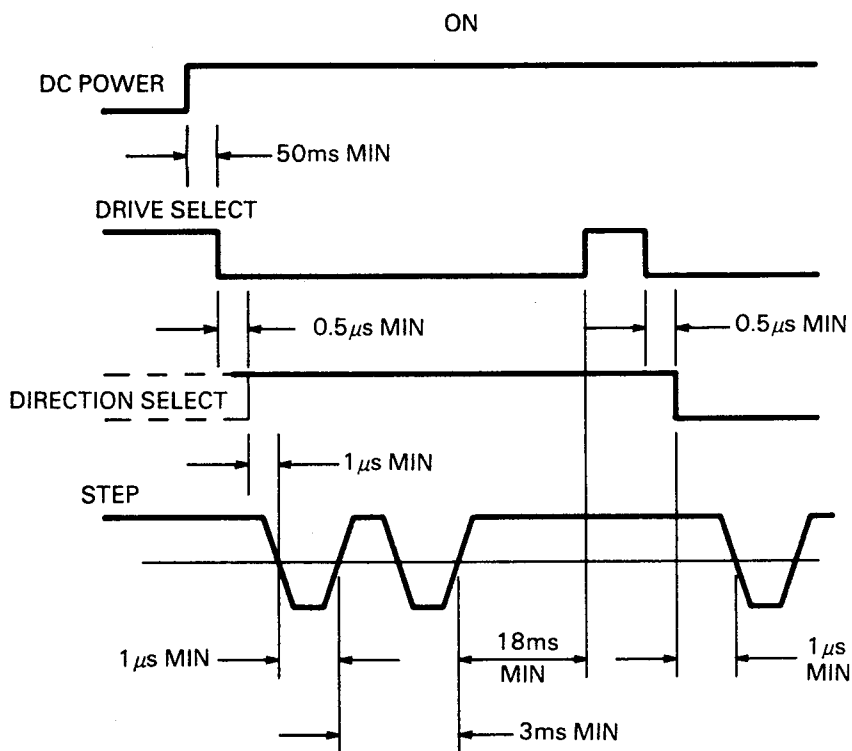 ON
DC POWER
50ms MIN
DRIVE SELECT
0.5μs MIN
0.5μs MIN
DIRECTION SELECT
1μs MIN
STEP
1μs MIN
18ms
MIN
1μs
MIN
3ms MIN